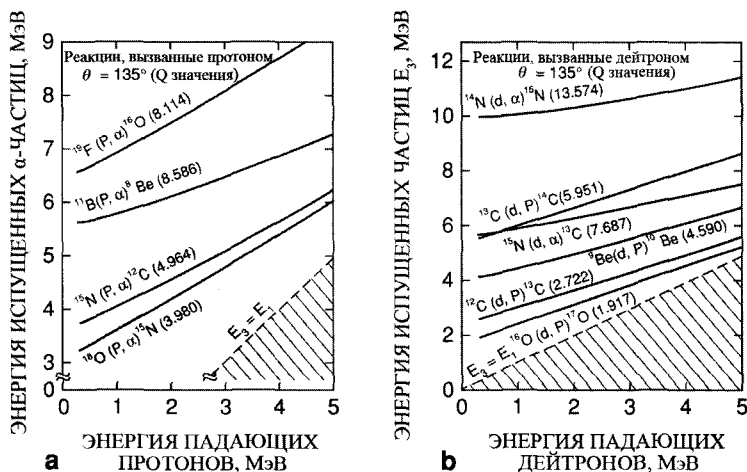 ЭНЕРГИЯ ИСПУЩЕННЫХ α-ЧАСТИЦ, МэВ
9
8
7
6
5
4
3
0
1
2
3
4
5
Реакции, вызванные протоном
θ = 135° (Q значения)
¹⁹F (P, α)¹⁶O (8.114)
¹¹B(P, α)⁸ Be (8.586)
¹⁵N (P, α)¹²C (4.964)
¹⁸O (P, α)¹⁵N (3.980)
E₃ = E₁
ЭНЕРГИЯ ПАДАЮЩИХ
ПРОТОНОВ, МэВ
a
ЭНЕРГИЯ ИСПУЩЕННЫХ ЧАСТИЦ E₃, МэВ
12
10
8
6
4
2
0
0
1
2
3
4
5
Реакции, вызванные дейтроном
θ = 135° (Q значения)
¹⁴N (d, α)¹⁵N (13.574)
¹³C (d, P)¹⁴C(5.951)
¹⁵N (d, α)¹³C (7.687)
⁹Be(d, P)¹⁰ Be (4.590)
¹²C (d, P)¹³C (2.722)
¹⁶O (d, P)¹⁷O (1.917)
E₃ = E₁
ЭНЕРГИЯ ПАДАЮЩИХ
ДЕЙТРОНОВ, МэВ
b